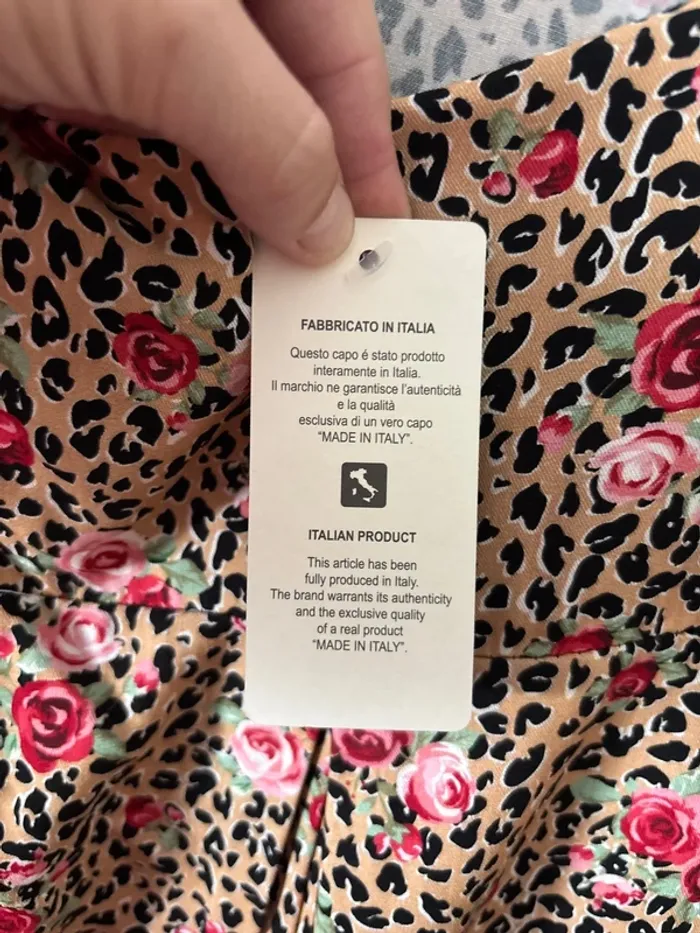 FABBRICATO IN ITALIA
Questo capo é stato prodotto
interamente in Italia.
Il marchio ne garantisce l'autenticità
e la qualità
esclusiva di un vero capo
“MADE IN ITALY”.
ITALIAN PRODUCT
This article has been
fully produced in Italy.
The brand warrants its authenticity
and the exclusive quality
of a real product
“MADE IN ITALY”.